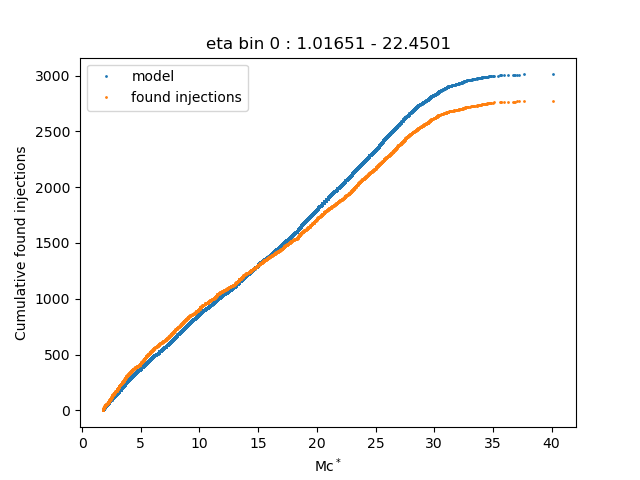 eta bin 0 : 1.01651 - 22.4501
model
found injections
Cumulative found injections
3000
2500
2000
1500
1000
500
0
0 5 10 15 20 25 30 35 40
Mc*